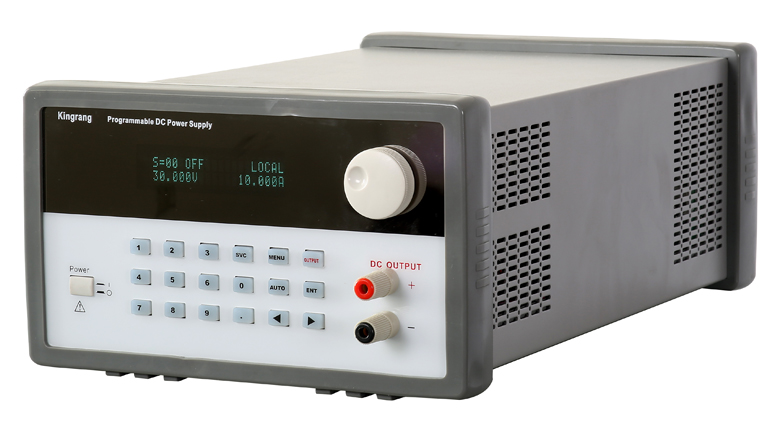 Kingrang Programmable DC Power Supply
S=00 OFF LOCAL
30.000V 10.000A
1 2 3 SVC MENU OUTPUT
Power
DC OUTPUT
4 5 6 0 AUTO ENT
+
7 8 9 . ◀ ▶
−